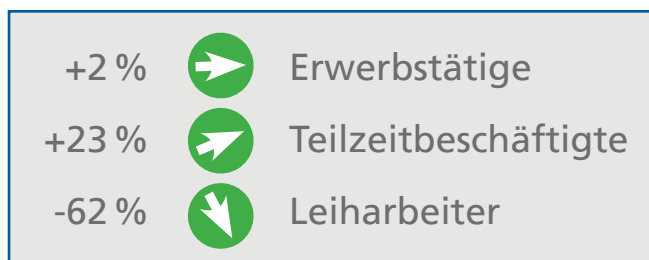 +2 % Erwerbstätige
+23 % Teilzeitbeschäftigte
-62 % Leiharbeiter